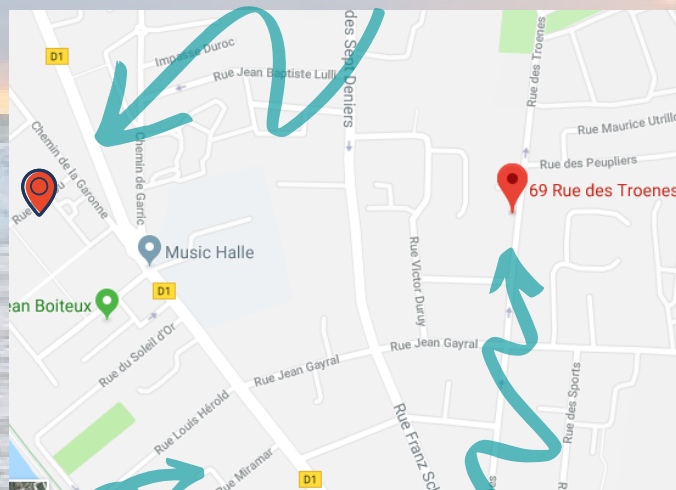 des Sept Deniers
Rue des Troenes
D1
Impasse Duroc
Rue Jean Baptiste Lulli
Chemin de la Garonne
Chemin de Garric
Rue Maurice Utrillo
Rue des Peupliers
69 Rue des Troenes
Rue
Music Halle
Rue Victor Duruy
D1
ean Boiteux
Rue du Soleil d'Or
Rue Jean Gayral
Rue Jean Gayral
Rue des Sports
Rue Louis Hérold
Rue Franz Sch
Rue Miramar
D1